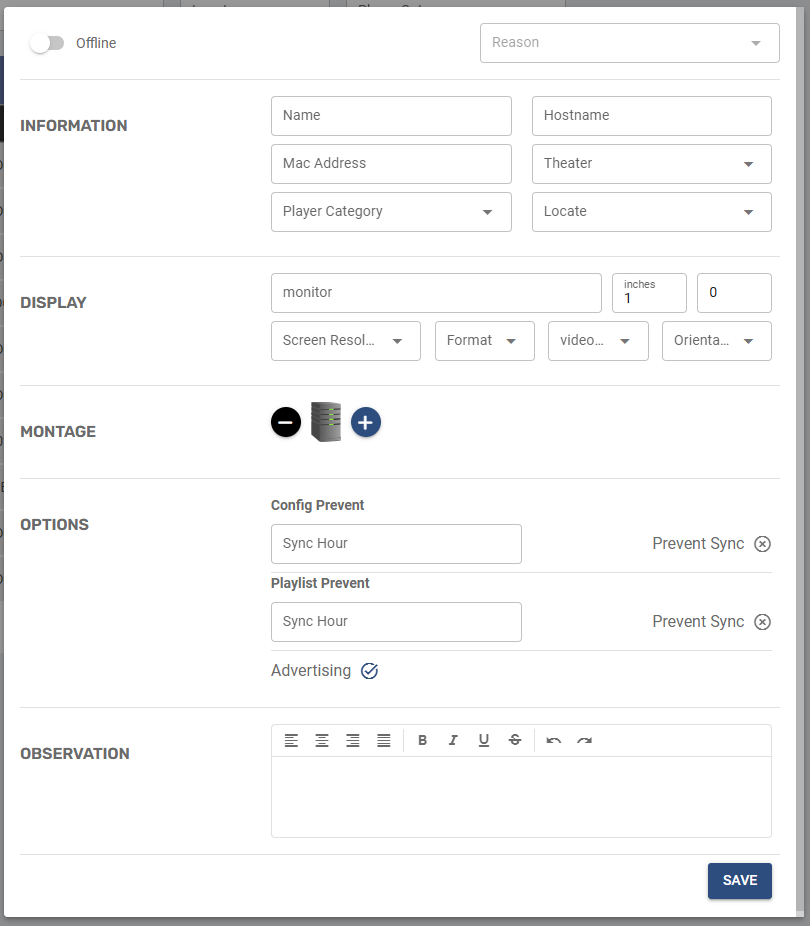 Offline Reason
INFORMATION
Name Hostname
Mac Address Theater
Player Category Locate
DISPLAY
monitor inches 1 0
Screen Resol... Format video... Orienta...
MONTAGE
OPTIONS
Config Prevent
Sync Hour Prevent Sync
Playlist Prevent
Sync Hour Prevent Sync
Advertising
OBSERVATION
B I U S
SAVE